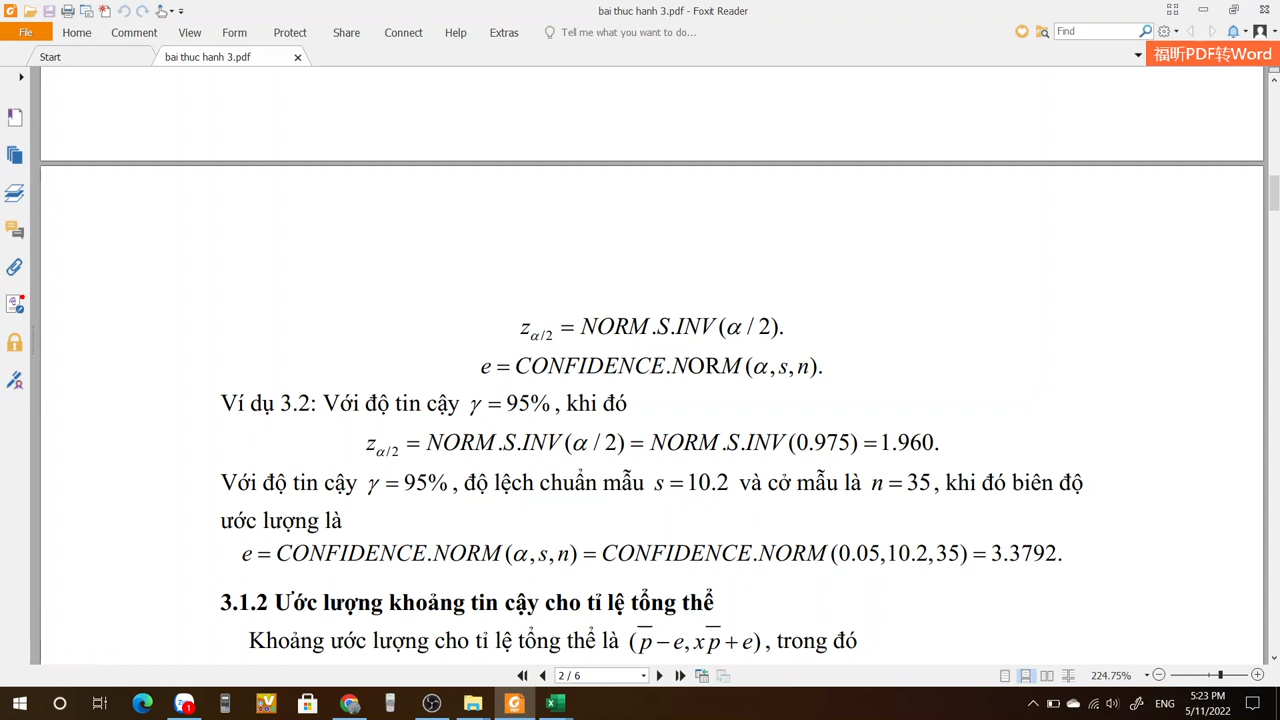 bai thuc hanh 3.pdf - Foxit Reader
File Home Comment View Form Protect Share Connect Help Extras Tell me what you want to do... Find
Start bai thuc hanh 3.pdf 福昕PDF转Word
z_{α/2} = NORM.S.INV(α / 2).
e = CONFIDENCE.NORM(α, s, n).
Ví dụ 3.2: Với độ tin cậy γ = 95%, khi đó
z_{α/2} = NORM.S.INV(α / 2) = NORM.S.INV(0.975) = 1.960.
Với độ tin cậy γ = 95%, độ lệch chuẩn mẫu s = 10.2 và cở mẫu là n = 35, khi đó biên độ
ước lượng là
e = CONFIDENCE.NORM(α, s, n) = CONFIDENCE.NORM(0.05,10.2,35) = 3.3792.
3.1.2 Ước lượng khoảng tin cậy cho tỉ lệ tổng thể
Khoảng ước lượng cho tỉ lệ tổng thể là (p̅ − e, xp̅ + e), trong đó
2 / 6 224.75%
ENG 5:23 PM
5/11/2022